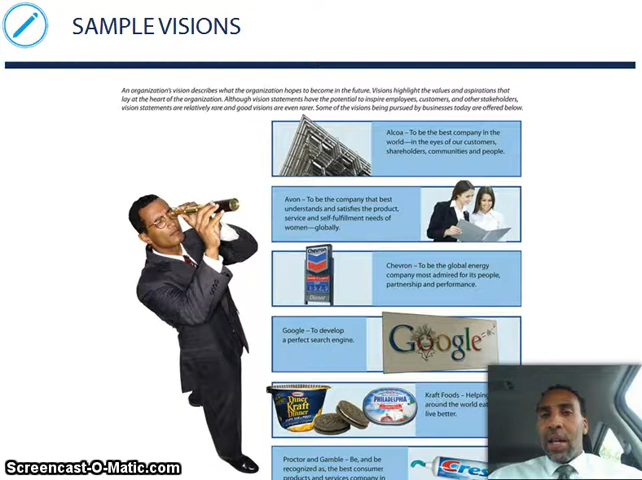 SAMPLE VISIONS
An organization's vision describes what the organization hopes to become in the future. Visions highlight the values and aspirations that
lay at the heart of the organization. Although vision statements have the potential to inspire employees, customers, and other stakeholders,
vision statements are relatively rare and good visions are even rarer. Some of the visions being pursued by businesses today are offered below.
Alcoa – To be the best company in the
world—in the eyes of our customers,
shareholders, communities and people.
Avon – To be the company that best
understands and satisfies the product,
service and self-fulfillment needs of
women—globally.
Chevron
Chevron – To be the global energy
company most admired for its people,
partnership and performance.
Google – To develop
a perfect search engine.
Google
Kraft Foods – Helping
around the world eat
live better.
Kraft
Dinner
PHILADELPHIA
Proctor and Gamble – Be, and be
recognized as, the best consumer
products and services company in
Cres
Screencast-O-Matic.com